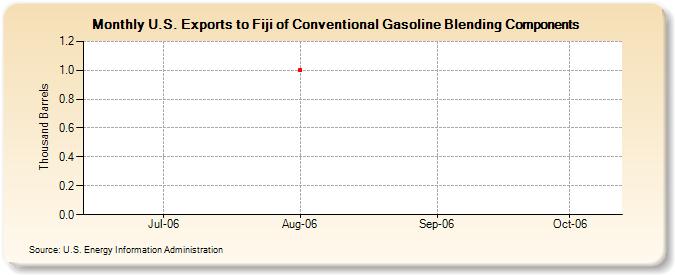 Monthly U.S. Exports to Fiji of Conventional Gasoline Blending Components
Thousand Barrels
1.2
1.0
0.8
0.6
0.4
0.2
0.0
Jul-06 Aug-06 Sep-06 Oct-06
Source: U.S. Energy Information Administration